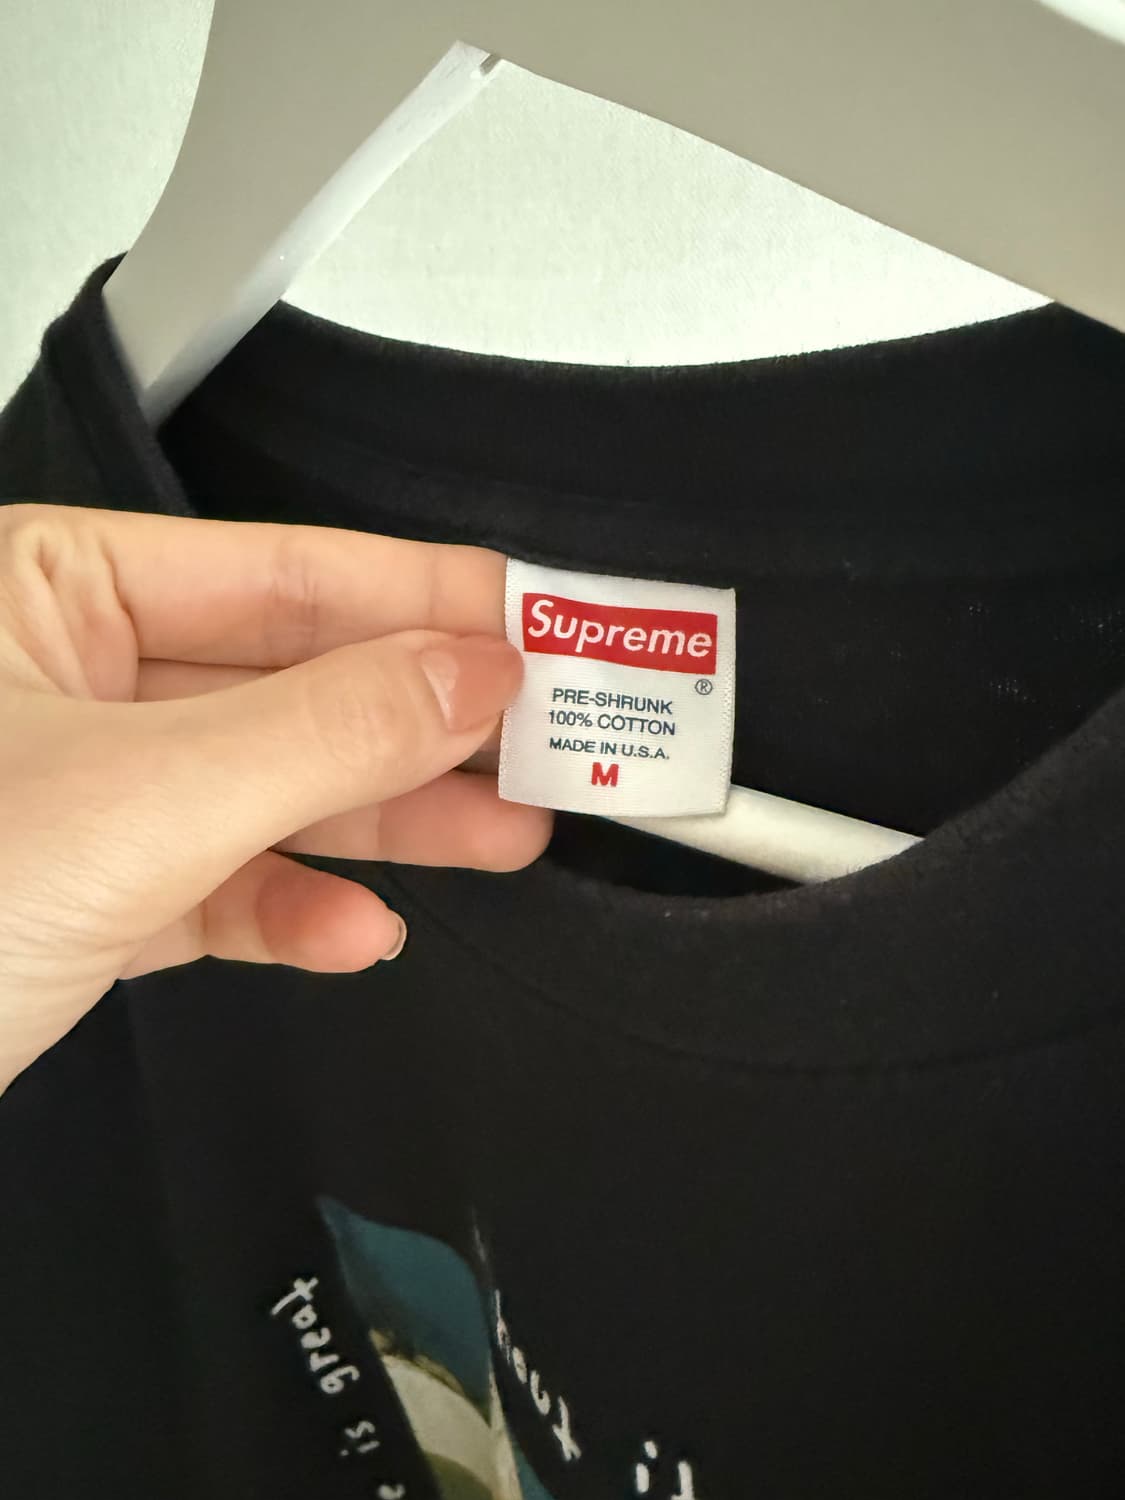 Supreme
®
PRE-SHRUNK
100% COTTON
MADE IN U.S.A.
M
is great